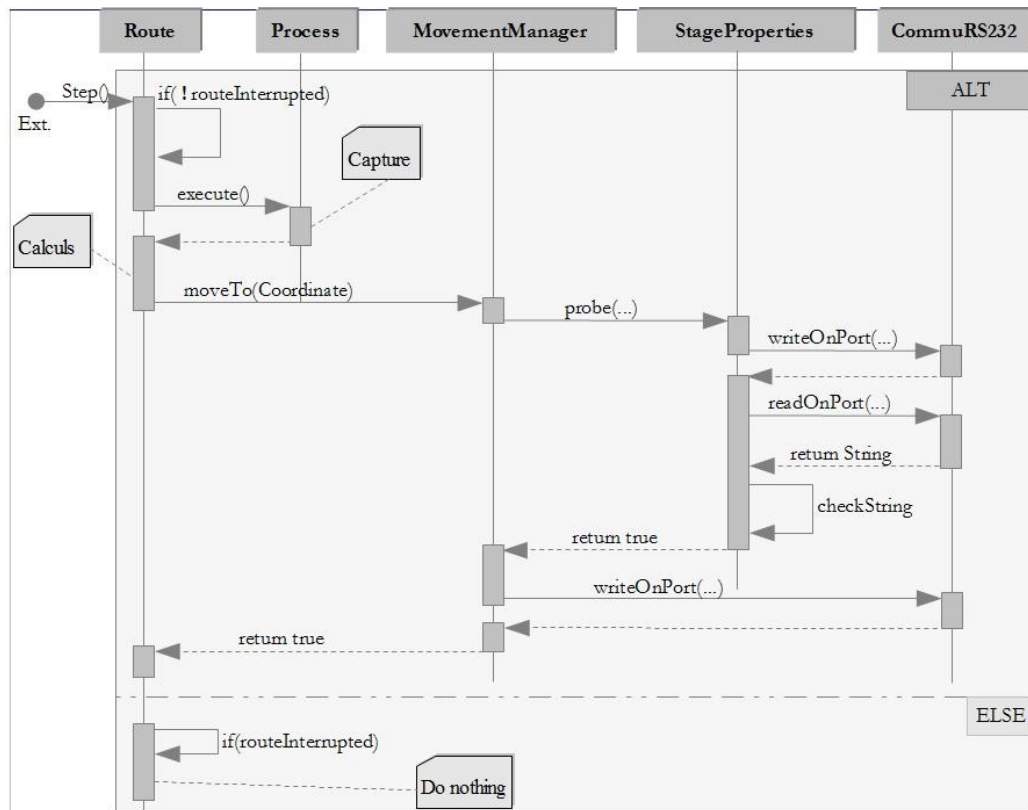 Route
Process
MovementManager
StageProperties
CommuRS232
ALT
Step()
Ext.
if( !routeInterrupted)
Capture
execute()
Calculs
moveTo(Coordinate)
probe(...)
writeOnPort(...)
readOnPort(...)
return String
checkString
return true
writeOnPort(...)
return true
ELSE
if(routeInterrupted)
Do nothing